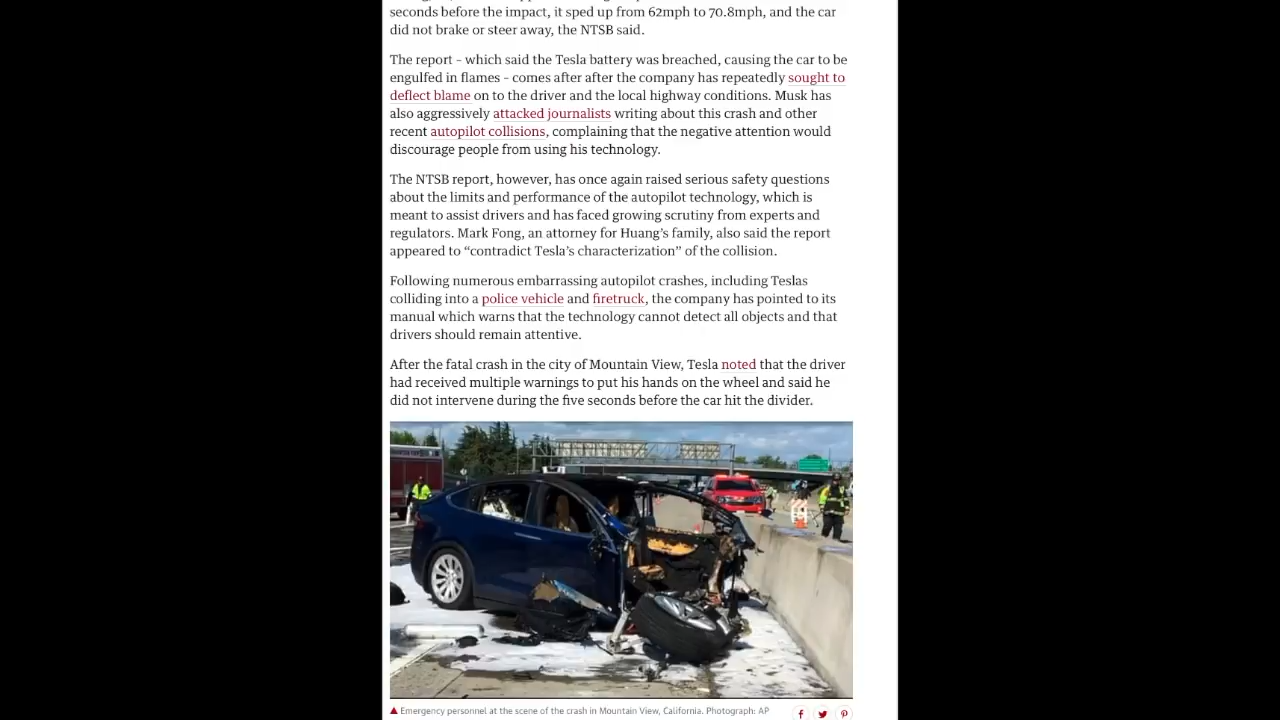 seconds before the impact, it sped up from 62mph to 70.8mph, and the car
did not brake or steer away, the NTSB said.
The report – which said the Tesla battery was breached, causing the car to be
engulfed in flames – comes after after the company has repeatedly sought to
deflect blame on to the driver and the local highway conditions. Musk has
also aggressively attacked journalists writing about this crash and other
recent autopilot collisions, complaining that the negative attention would
discourage people from using his technology.
The NTSB report, however, has once again raised serious safety questions
about the limits and performance of the autopilot technology, which is
meant to assist drivers and has faced growing scrutiny from experts and
regulators. Mark Fong, an attorney for Huang’s family, also said the report
appeared to “contradict Tesla’s characterization” of the collision.
Following numerous embarrassing autopilot crashes, including Teslas
colliding into a police vehicle and firetruck, the company has pointed to its
manual which warns that the technology cannot detect all objects and that
drivers should remain attentive.
After the fatal crash in the city of Mountain View, Tesla noted that the driver
had received multiple warnings to put his hands on the wheel and said he
did not intervene during the five seconds before the car hit the divider.
Emergency personnel at the scene of the crash in Mountain View, California. Photograph: AP